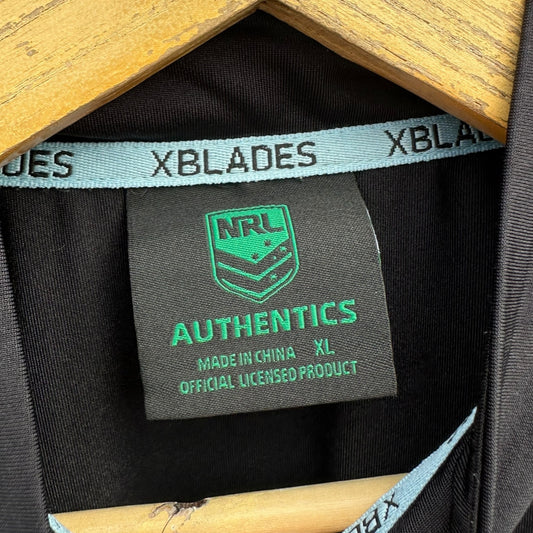 XBLADES XBLADES
NRL
AUTHENTICS
MADE IN CHINA XL
OFFICIAL LICENSED PRODUCT
XBLADES